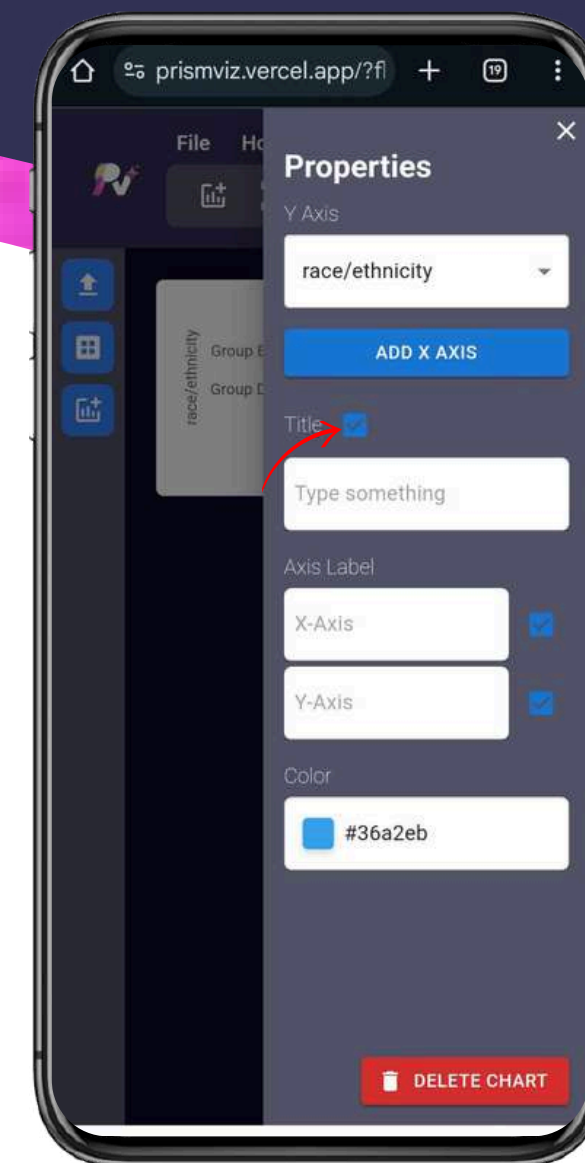 prismviz.vercel.app/?fl
19
File
Properties
Y Axis
race/ethnicity
ADD X AXIS
race/ethnicity
Group
Group
Title
Type something
Axis Label
X-Axis
Y-Axis
Color
#36a2eb
DELETE CHART